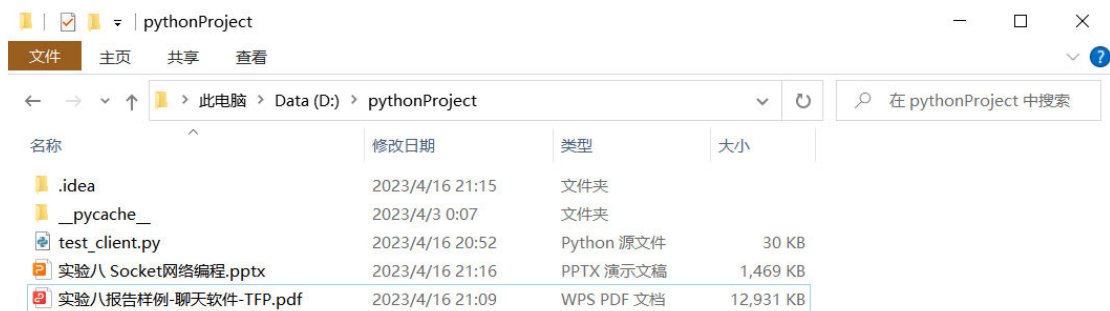 pythonProject
文件 主页 共享 查看
此电脑 > Data (D:) > pythonProject 在 pythonProject 中搜索
名称 修改日期 类型 大小
.idea 2023/4/16 21:15 文件夹
__pycache__ 2023/4/3 0:07 文件夹
test_client.py 2023/4/16 20:52 Python 源文件 30 KB
实验八 Socket网络编程.pptx 2023/4/16 21:16 PPTX 演示文稿 1,469 KB
实验八报告样例-聊天软件-TFP.pdf 2023/4/16 21:09 WPS PDF 文档 12,931 KB